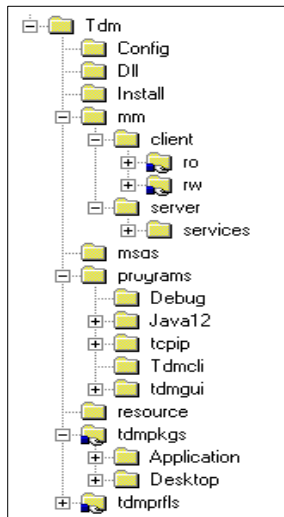 Tdm
Config
Dll
Install
mm
client
ro
rw
server
services
msgs
programs
Debug
Java12
tcpip
Tdmcli
tdmgui
resource
tdmpkgs
Application
Desktop
tdmprfls